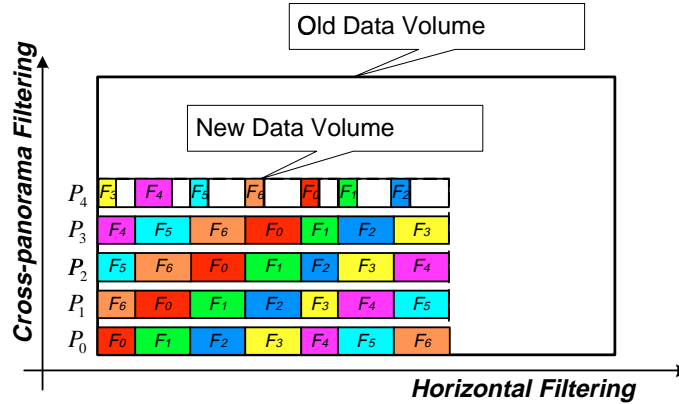 Old Data Volume
New Data Volume
Cross-panorama Filtering
P4 F3 F4 F5 F6 F0 F1 F2
P3 F4 F5 F6 F0 F1 F2 F3
P2 F5 F6 F0 F1 F2 F3 F4
P1 F6 F0 F1 F2 F3 F4 F5
P0 F0 F1 F2 F3 F4 F5 F6
Horizontal Filtering